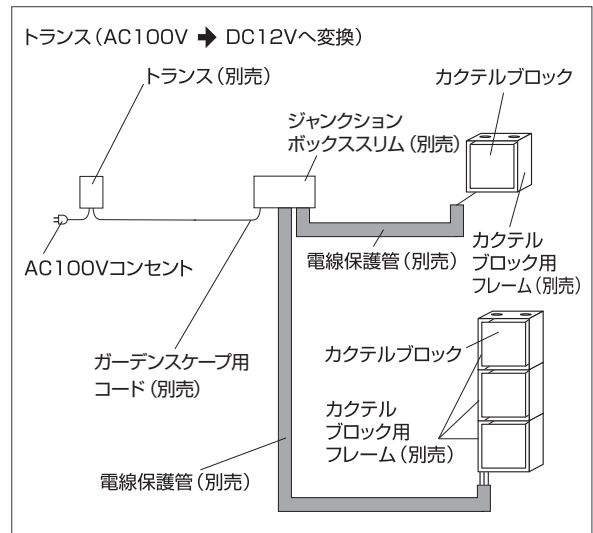 トランス(AC100V ➡ DC12Vへ変換)
トランス(別売)
カクテルブロック
ジャンクション
ボックススリム(別売)
AC100Vコンセント
電線保護管(別売)
カクテル
ブロック用
フレーム(別売)
ガーデンスケープ用
コード(別売)
カクテルブロック
カクテル
ブロック用
フレーム(別売)
電線保護管(別売)